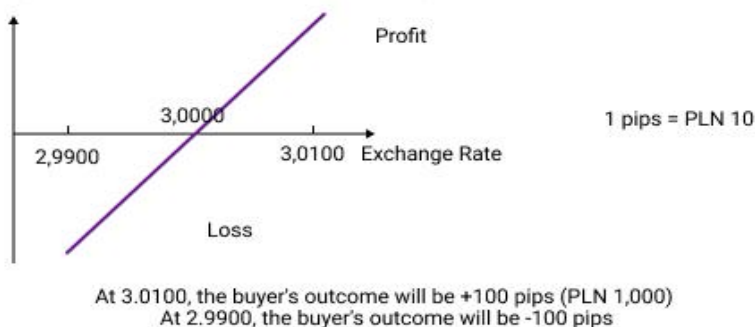 Profit
3,0000
1 pips = PLN 10
2,9900
3,0100 Exchange Rate
Loss
At 3.0100, the buyer's outcome will be +100 pips (PLN 1,000)
At 2.9900, the buyer's outcome will be -100 pips